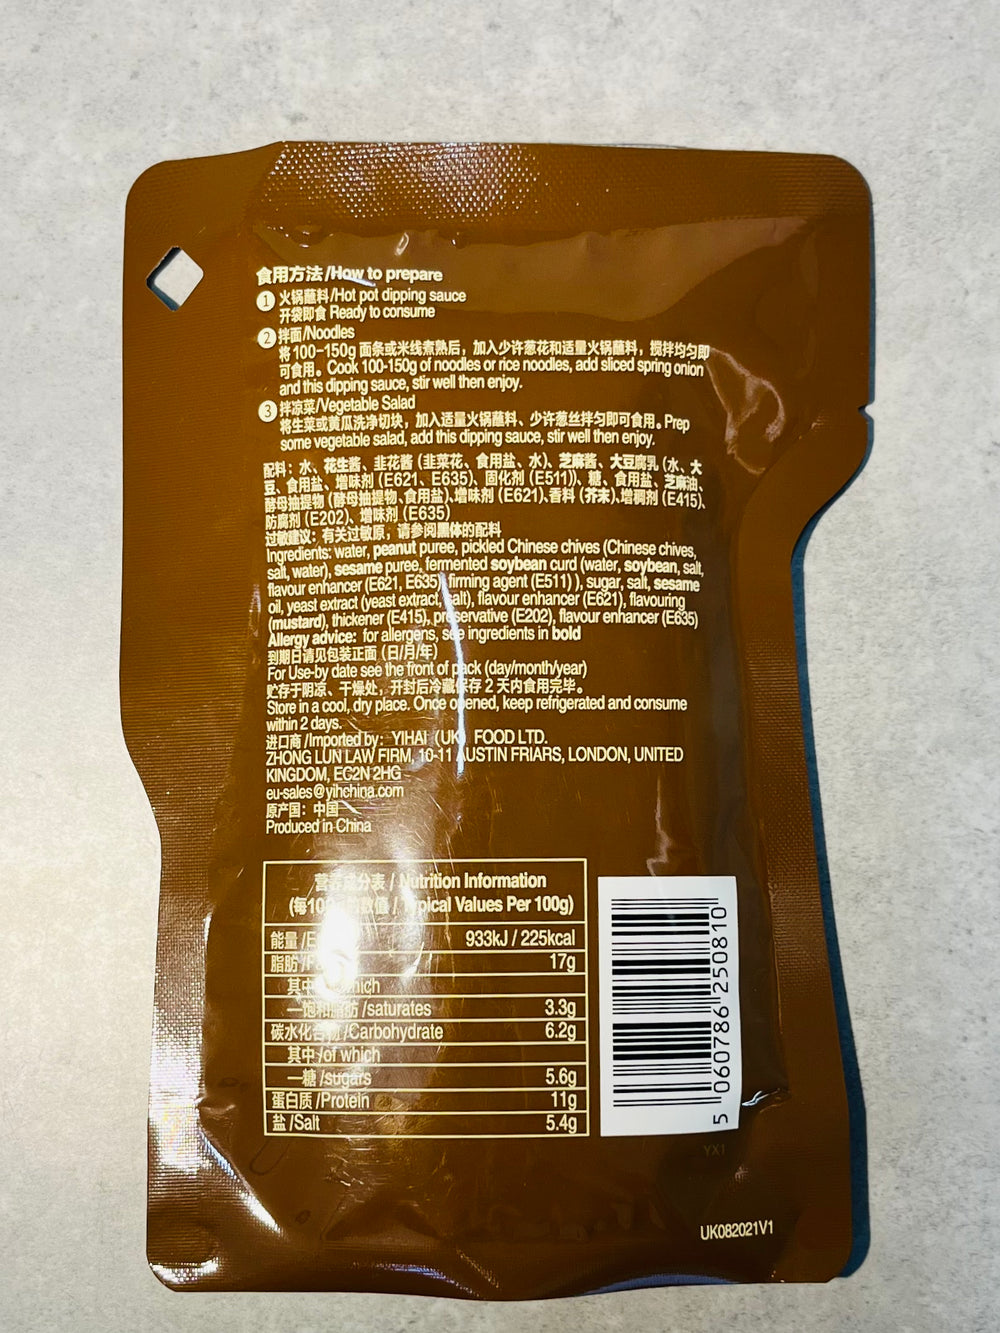 食用方法/How to prepare
1 火锅蘸料/Hot pot dipping sauce
开袋即食 Ready to consume
2 拌面/Noodles
将 100-150g 面条或米线煮熟后，加入少许葱花和适量火锅蘸料，搅拌均匀即
可食用。Cook 100-150g of noodles or rice noodles, add sliced spring onion
and this dipping sauce, stir well then enjoy.
3 拌凉菜/Vegetable Salad
将生菜或黄瓜洗净切块，加入适量火锅蘸料、少许葱丝拌匀即可食用。Prep
some vegetable salad, add this dipping sauce, stir well then enjoy.
配料：水、花生酱、韭花酱（韭菜花、食用盐、水）、芝麻酱、大豆腐乳（水、大
豆、食用盐、增味剂（E621、E635）、固化剂（E511））、糖、食用盐、芝麻油、
酵母抽提物（酵母抽提物、食用盐）、增味剂（E621）、香料（芥末）、增稠剂（E415）、
防腐剂（E202）、增味剂（E635）
过敏建议：有关过敏原，请参阅黑体的配料
Ingredients: water, peanut puree, pickled Chinese chives (Chinese chives,
salt, water), sesame puree, fermented soybean curd (water, soybean, salt,
flavour enhancer (E621, E635), firming agent (E511) ), sugar, salt, sesame
oil, yeast extract (yeast extract, salt), flavour enhancer (E621), flavouring
(mustard), thickener (E415), preservative (E202), flavour enhancer (E635)
Allergy advice: for allergens, see ingredients in bold
到期日请见包装正面（日/月/年）
For Use-by date see the front of pack (day/month/year)
贮存于阴凉、干燥处，开封后冷藏保存 2 天内食用完毕。
Store in a cool, dry place. Once opened, keep refrigerated and consume
within 2 days.
进口商 /Imported by: YIHAI (UK) FOOD LTD.
ZHONG LUN LAW FIRM, 10-11 AUSTIN FRIARS, LONDON, UNITED
KINGDOM, EC2N 2HG
eu-sales@yihchina.com
原产国：中国
Produced in China
营养成分表 / Nutrition Information
数值 / Typical Values Per 100g)
能量 933kJ / 225kcal
脂肪 17g
其中 which
—饱和脂肪 /saturates 3.3g
碳水化合物 /Carbohydrate 6.2g
其中 /of which
—糖 /sugars 5.6g
蛋白质 /Protein 11g
盐 /Salt 5.4g
5 060786 250810
YX1
UK082021V1